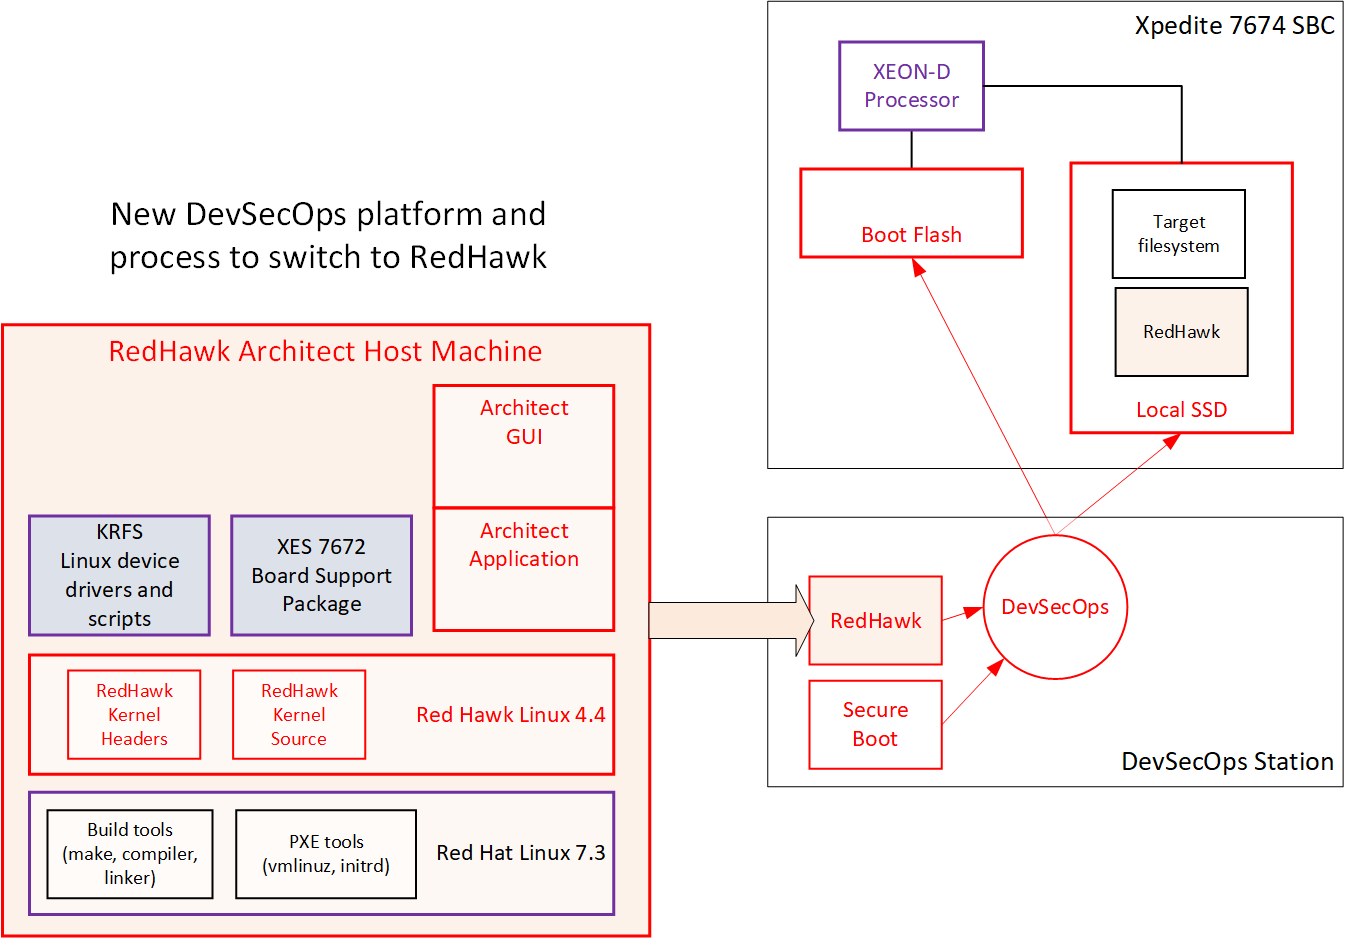 New DevSecOps platform and
process to switch to RedHawk
RedHawk Architect Host Machine
Architect
GUI
Architect
Application
KRFS
Linux device
drivers and
scripts
XES 7672
Board Support
Package
RedHawk
Kernel
Headers
RedHawk
Kernel
Source
Red Hawk Linux 4.4
Build tools
(make, compiler,
linker)
PXE tools
(vmlinuz, initrd)
Red Hat Linux 7.3
Xpedite 7674 SBC
XEON-D
Processor
Boot Flash
Target
filesystem
RedHawk
Local SSD
RedHawk
DevSecOps
Secure
Boot
DevSecOps Station